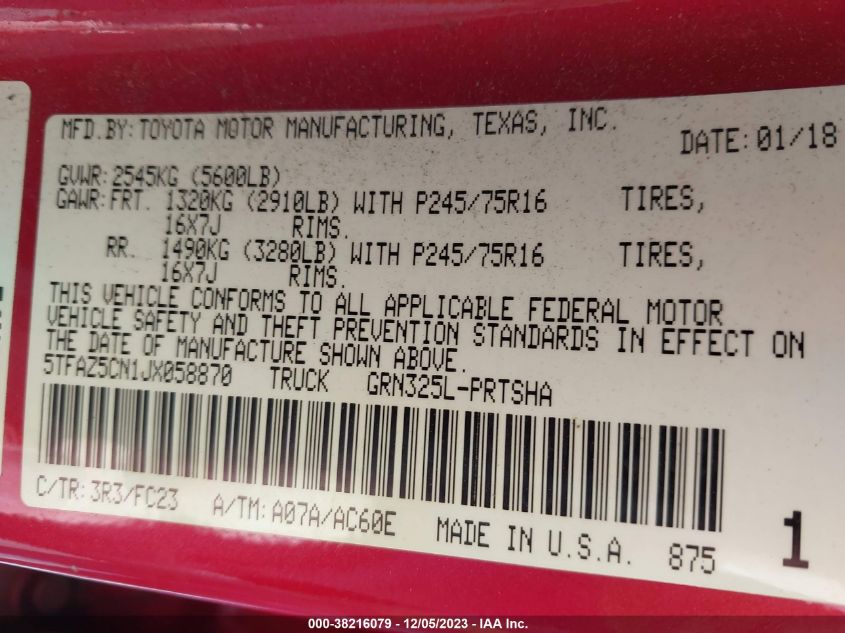 MFD.BY:TOYOTA MOTOR MANUFACTURING, TEXAS, INC. DATE:01/18
GVWR:2545KG (5600LB)
GAWR:FRT. 1320KG (2910LB) WITH P245/75R16 TIRES,
16X7J RIMS.
RR. 1490KG (3280LB) WITH P245/75R16 TIRES,
16X7J RIMS.
THIS VEHICLE CONFORMS TO ALL APPLICABLE FEDERAL MOTOR
VEHICLE SAFETY AND THEFT PREVENTION STANDARDS IN EFFECT ON
THE DATE OF MANUFACTURE SHOWN ABOVE.
5TFAZ5CN1JX058870 TRUCK GRN325L-PRTSHA
C/TR:3R3/FC23 A/TM:A07A/AC60E MADE IN U.S.A. 875 1
000-38216079 - 12/05/2023 - IAA Inc.